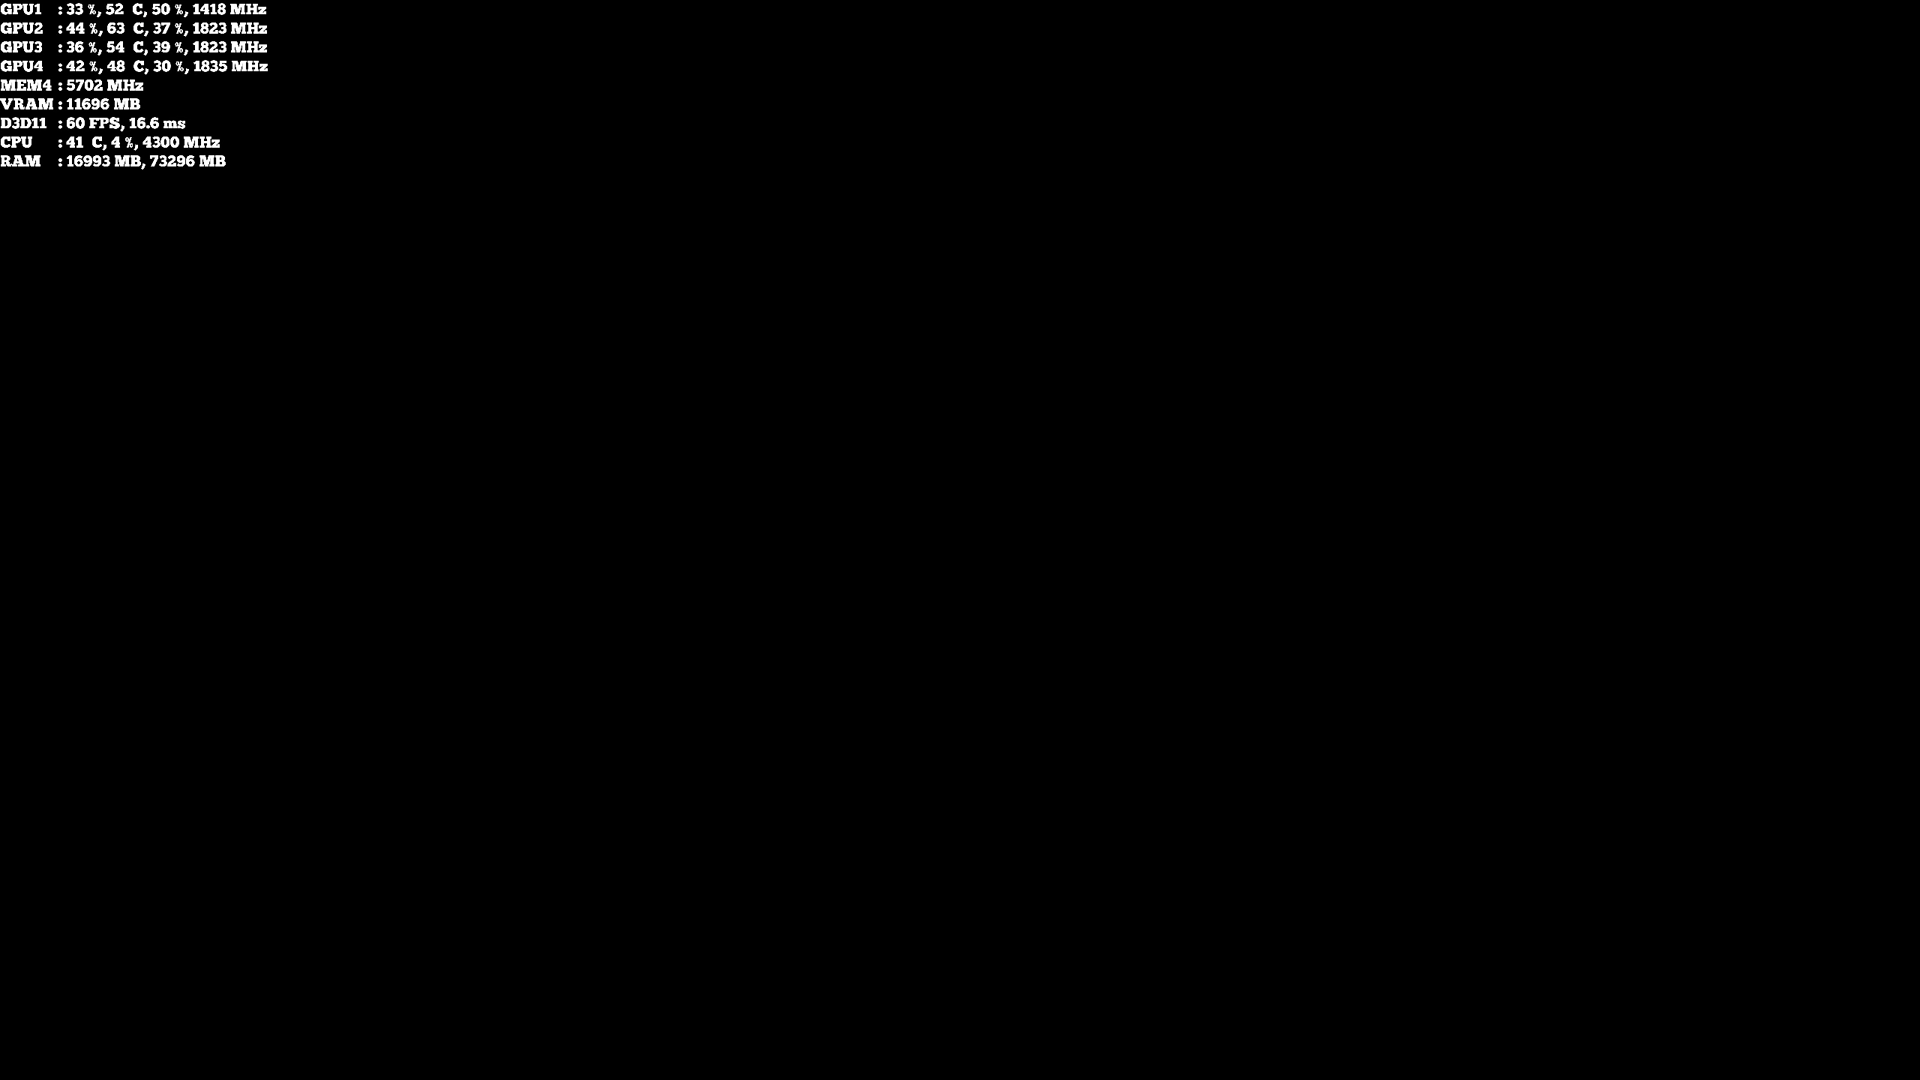 GPU1 : 33 %, 52 C, 50 %, 1418 MHz
GPU2 : 44 %, 63 C, 37 %, 1823 MHz
GPU3 : 36 %, 54 C, 39 %, 1823 MHz
GPU4 : 42 %, 48 C, 30 %, 1835 MHz
MEM4 : 5702 MHz
VRAM : 11696 MB
D3D11 : 60 FPS, 16.6 ms
CPU : 41 C, 4 %, 4300 MHz
RAM : 16993 MB, 73296 MB